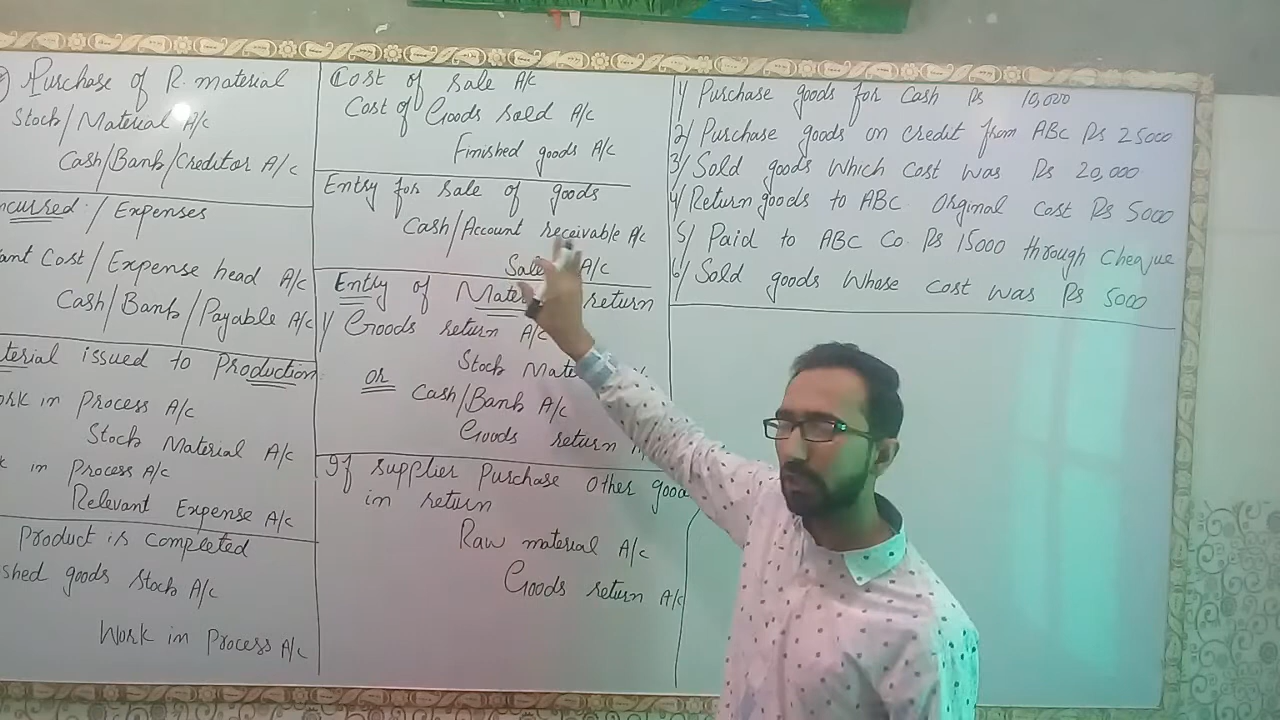 Purchase of R. material
Stock/Material A/c
Cash/Bank/Creditor A/c
ncurred / Expenses
ant Cost/Expense head A/c
Cash/Bank/Payable A/c
terial issued to Production
ork in Process A/c
Stock Material A/c
k in Process A/c
Relevant Expense A/c
Product is Completed
shed goods Stock A/c
Work in Process A/c
Cost of Sale A/c
Cost of Goods Sold A/c
Finished goods A/c
Entry for sale of goods
Cash/Account receivable A/c
Sale A/c
Entry of Mate return
1/ Goods return A/c
Stock Mate
or
Cash/Bank A/c
Goods return
If supplier purchase other good
in return
Raw material A/c
Goods return A/c
1/ Purchase goods for cash Rs 10,000
2/ Purchase goods on credit from ABC Rs 25000
3/ Sold goods which cost was Rs 20,000
4/ Return goods to ABC Orginal cost Rs 5000
5/ Paid to ABC Co. Rs 15000 through Cheque
6/ Sold goods whose cost was Rs 5000